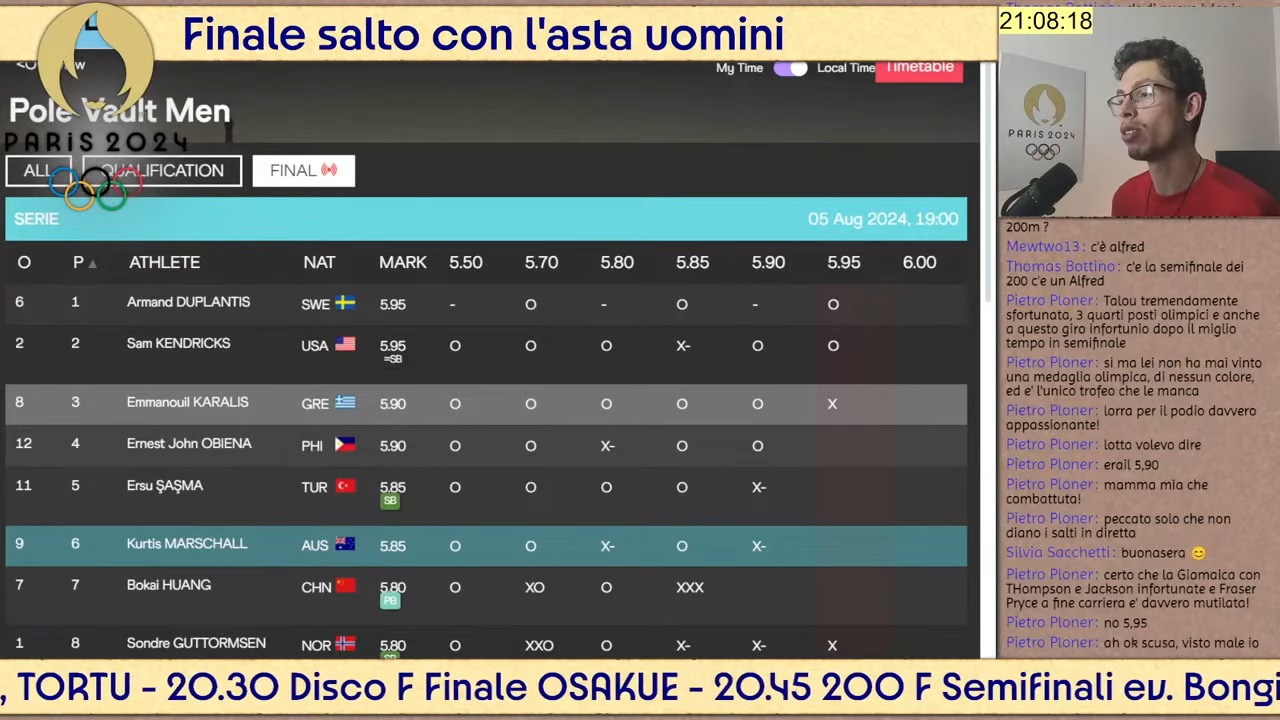 Finale salto con l'asta uomini
21:08:18
My Time Local Time Timetable
Pole Vault Men
PARIS 2024
ALL QUALIFICATION FINAL
SERIE 05 Aug 2024, 19:00
O P ATHLETE NAT MARK 5.50 5.70 5.80 5.85 5.90 5.95 6.00
6 1 Armand DUPLANTIS SWE 5.95 - O - O - O
2 2 Sam KENDRICKS USA 5.95 O O O X- O O
=SB
8 3 Emmanouil KARALIS GRE 5.90 O O O O O X
12 4 Ernest John OBIENA PHI 5.90 O O X- O O
11 5 Ersu ŞAŞMA TUR 5.85 O O O O X-
SB
9 6 Kurtis MARSCHALL AUS 5.85 O O X- O X-
7 7 Bokai HUANG CHN 5.80 O XO O XXX
PB
1 8 Sondre GUTTORMSEN NOR 5.80 O XXO O X- X- X
PARIS 2024
200m ?
Mewtwo13: c'è alfred
Thomas Bottino: c'e la semifinale dei
200 c'e un Alfred
Pietro Ploner: Talou tremendamente
sfortunata, 3 quarti posti olimpici e anche
a questo giro infortunio dopo il miglio
tempo in semifinale
Pietro Ploner: si ma lei non ha mai vinto
una medaglia olimpica, di nessun colore,
ed e' l'unico trofeo che le manca
Pietro Ploner: lorra per il podio davvero
appassionante!
Pietro Ploner: lotta volevo dire
Pietro Ploner: erail 5,90
Pietro Ploner: mamma mia che
combattuta!
Pietro Ploner: peccato solo che non
diano i salti in diretta
Silvia Sacchetti: buonasera 😊
Pietro Ploner: certo che la Giamaica con
THompson e Jackson infortunate e Fraser
Pryce a fine carriera e' davvero mutilata!
Pietro Ploner: no 5,95
Pietro Ploner: ah ok scusa, visto male io
, TORTU - 20.30 Disco F Finale OSAKUE - 20.45 200 F Semifinali ev. Bongi